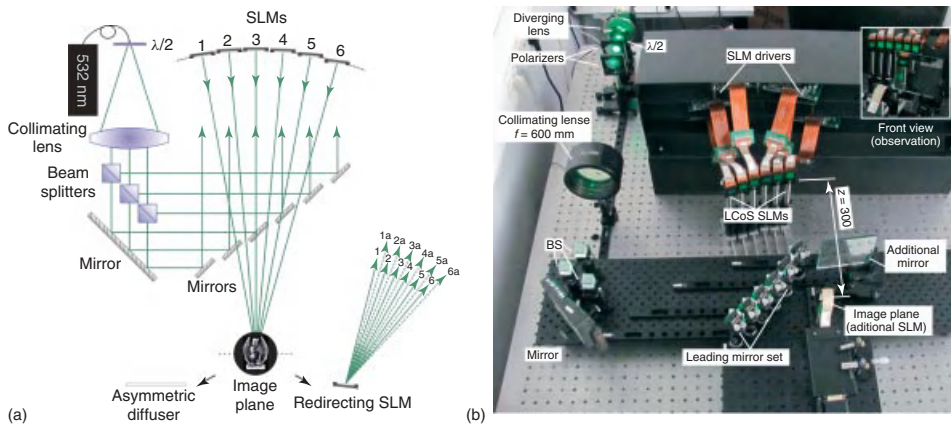 SLMs
λ/2
1 2 3 4 5 6
532 nm
Collimating
lens
Beam
splitters
Mirror
Mirrors
1a
2a
3a
4a
5a
6a
1
2
3
4
5
6
Asymmetric
diffuser
Image
plane
Redirecting SLM
(a)
Diverging
lens
λ/2
Polarizers
SLM drivers
Collimating lense
f = 600 mm
Front view
(observation)
LCoS SLMs
z = 300
BS
Additional
mirror
Image plane
(aditional SLM)
Mirror
Leading mirror set
(b)